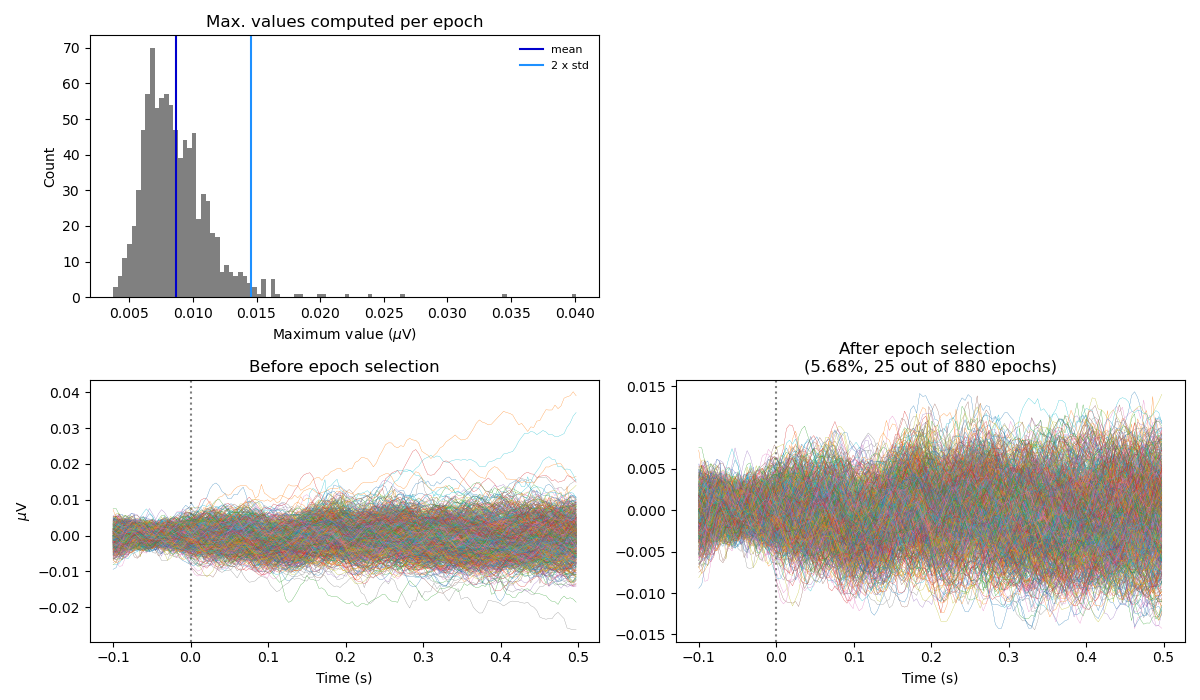 Max. values computed per epoch
mean
2 x std
Count
70
60
50
40
30
20
10
0
0.005 0.010 0.015 0.020 0.025 0.030 0.035 0.040
Maximum value (μV)
Before epoch selection
μV
0.04
0.03
0.02
0.01
0.00
−0.01
−0.02
−0.1 0.0 0.1 0.2 0.3 0.4 0.5
Time (s)
After epoch selection
(5.68%, 25 out of 880 epochs)
0.015
0.010
0.005
0.000
−0.005
−0.010
−0.015
−0.1 0.0 0.1 0.2 0.3 0.4 0.5
Time (s)